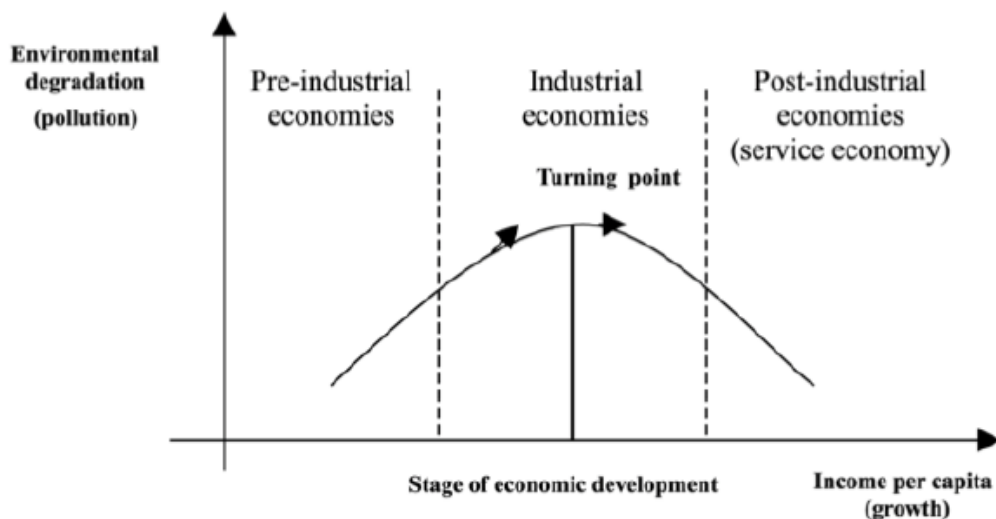 Environmental
degradation
(pollution)
Pre-industrial
economies
Industrial
economies
Post-industrial
economies
(service economy)
Turning point
Stage of economic development
Income per capita
(growth)